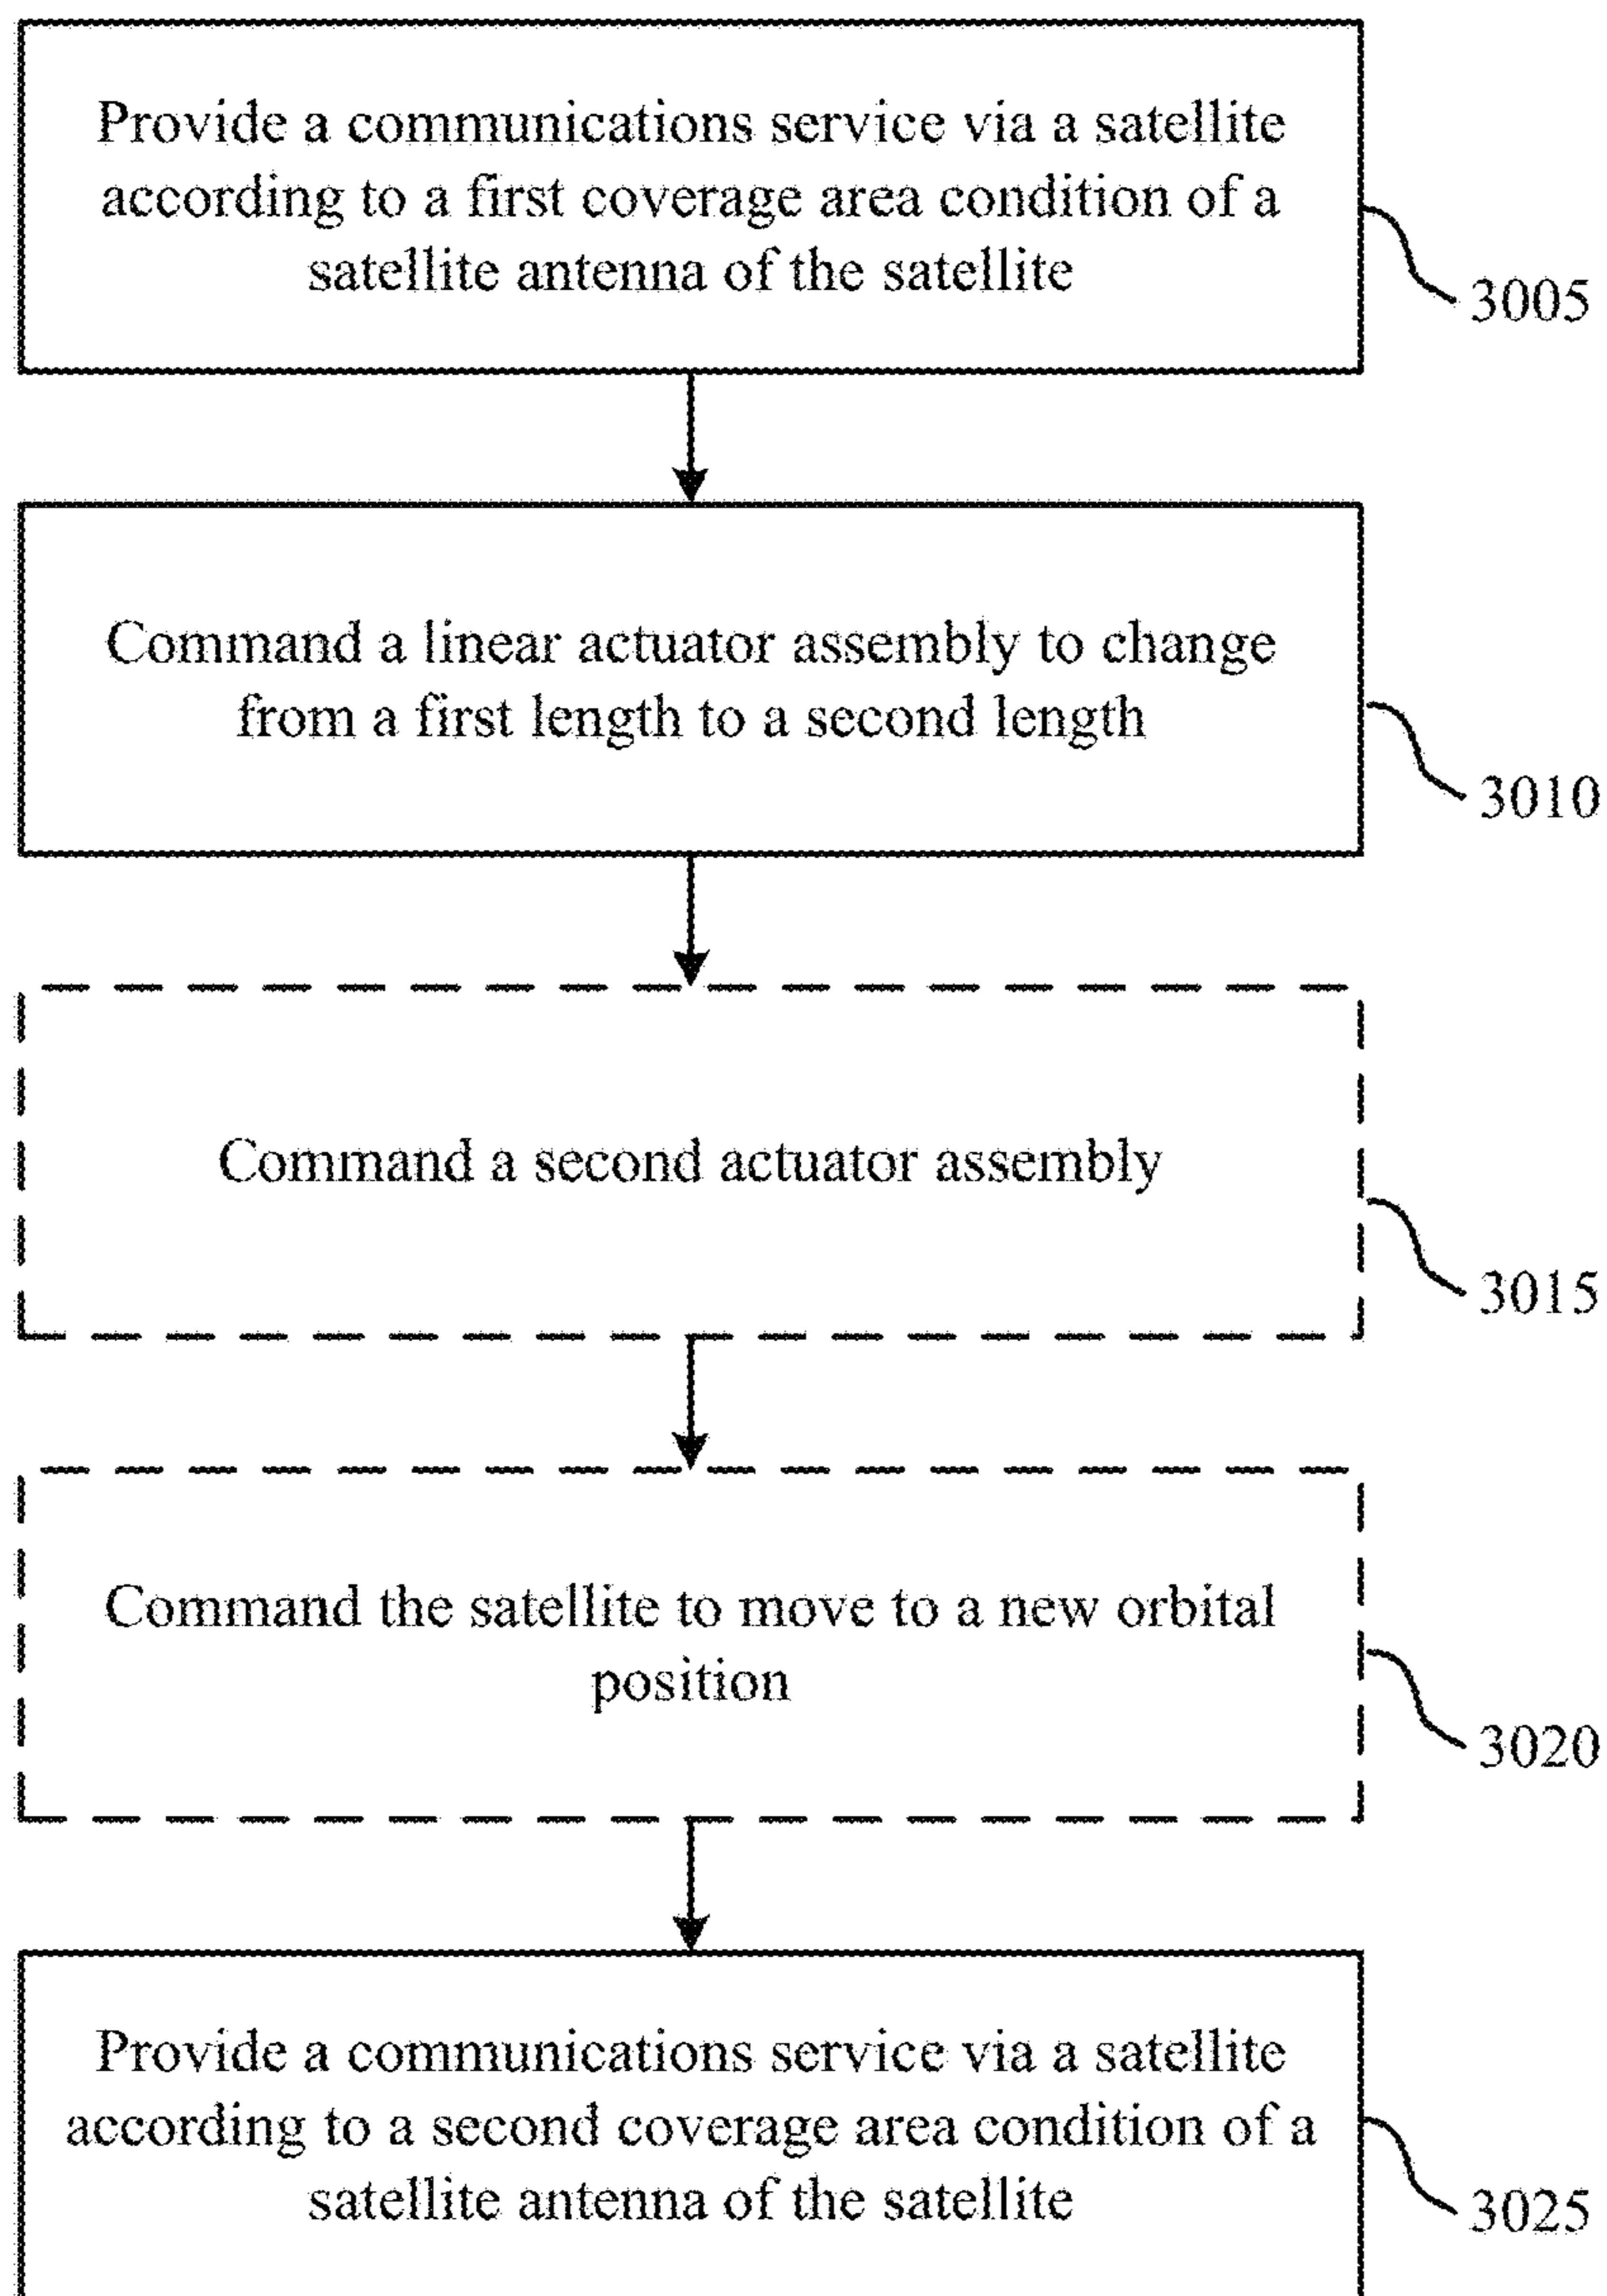 Provide a communications service via a satellite
according to a first coverage area condition of a
satellite antenna of the satellite
3005
Command a linear actuator assembly to change
from a first length to a second length
3010
Command a second actuator assembly
3015
Command the satellite to move to a new orbital
position
3020
Provide a communications service via a satellite
according to a second coverage area condition of a
satellite antenna of the satellite
3025